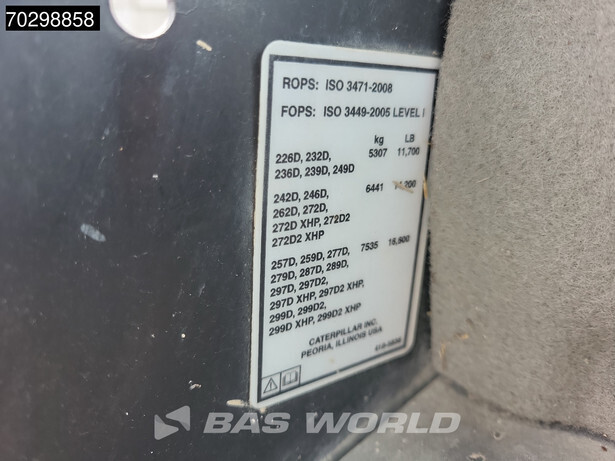 70298858
ROPS: ISO 3471-2008
FOPS: ISO 3449-2005 LEVEL I
kg LB
226D, 232D, 5307 11,700
236D, 239D, 249D
242D, 246D, 6441
262D, 272D,
272D XHP, 272D2
272D2 XHP
257D, 259D, 277D, 7535 16,600
279D, 287D, 289D,
297D, 297D2,
297D XHP, 297D2 XHP,
299D, 299D2,
299D XHP, 299D2 XHP
CATERPILLAR INC.
PEORIA, ILLINOIS USA
BAS WORLD